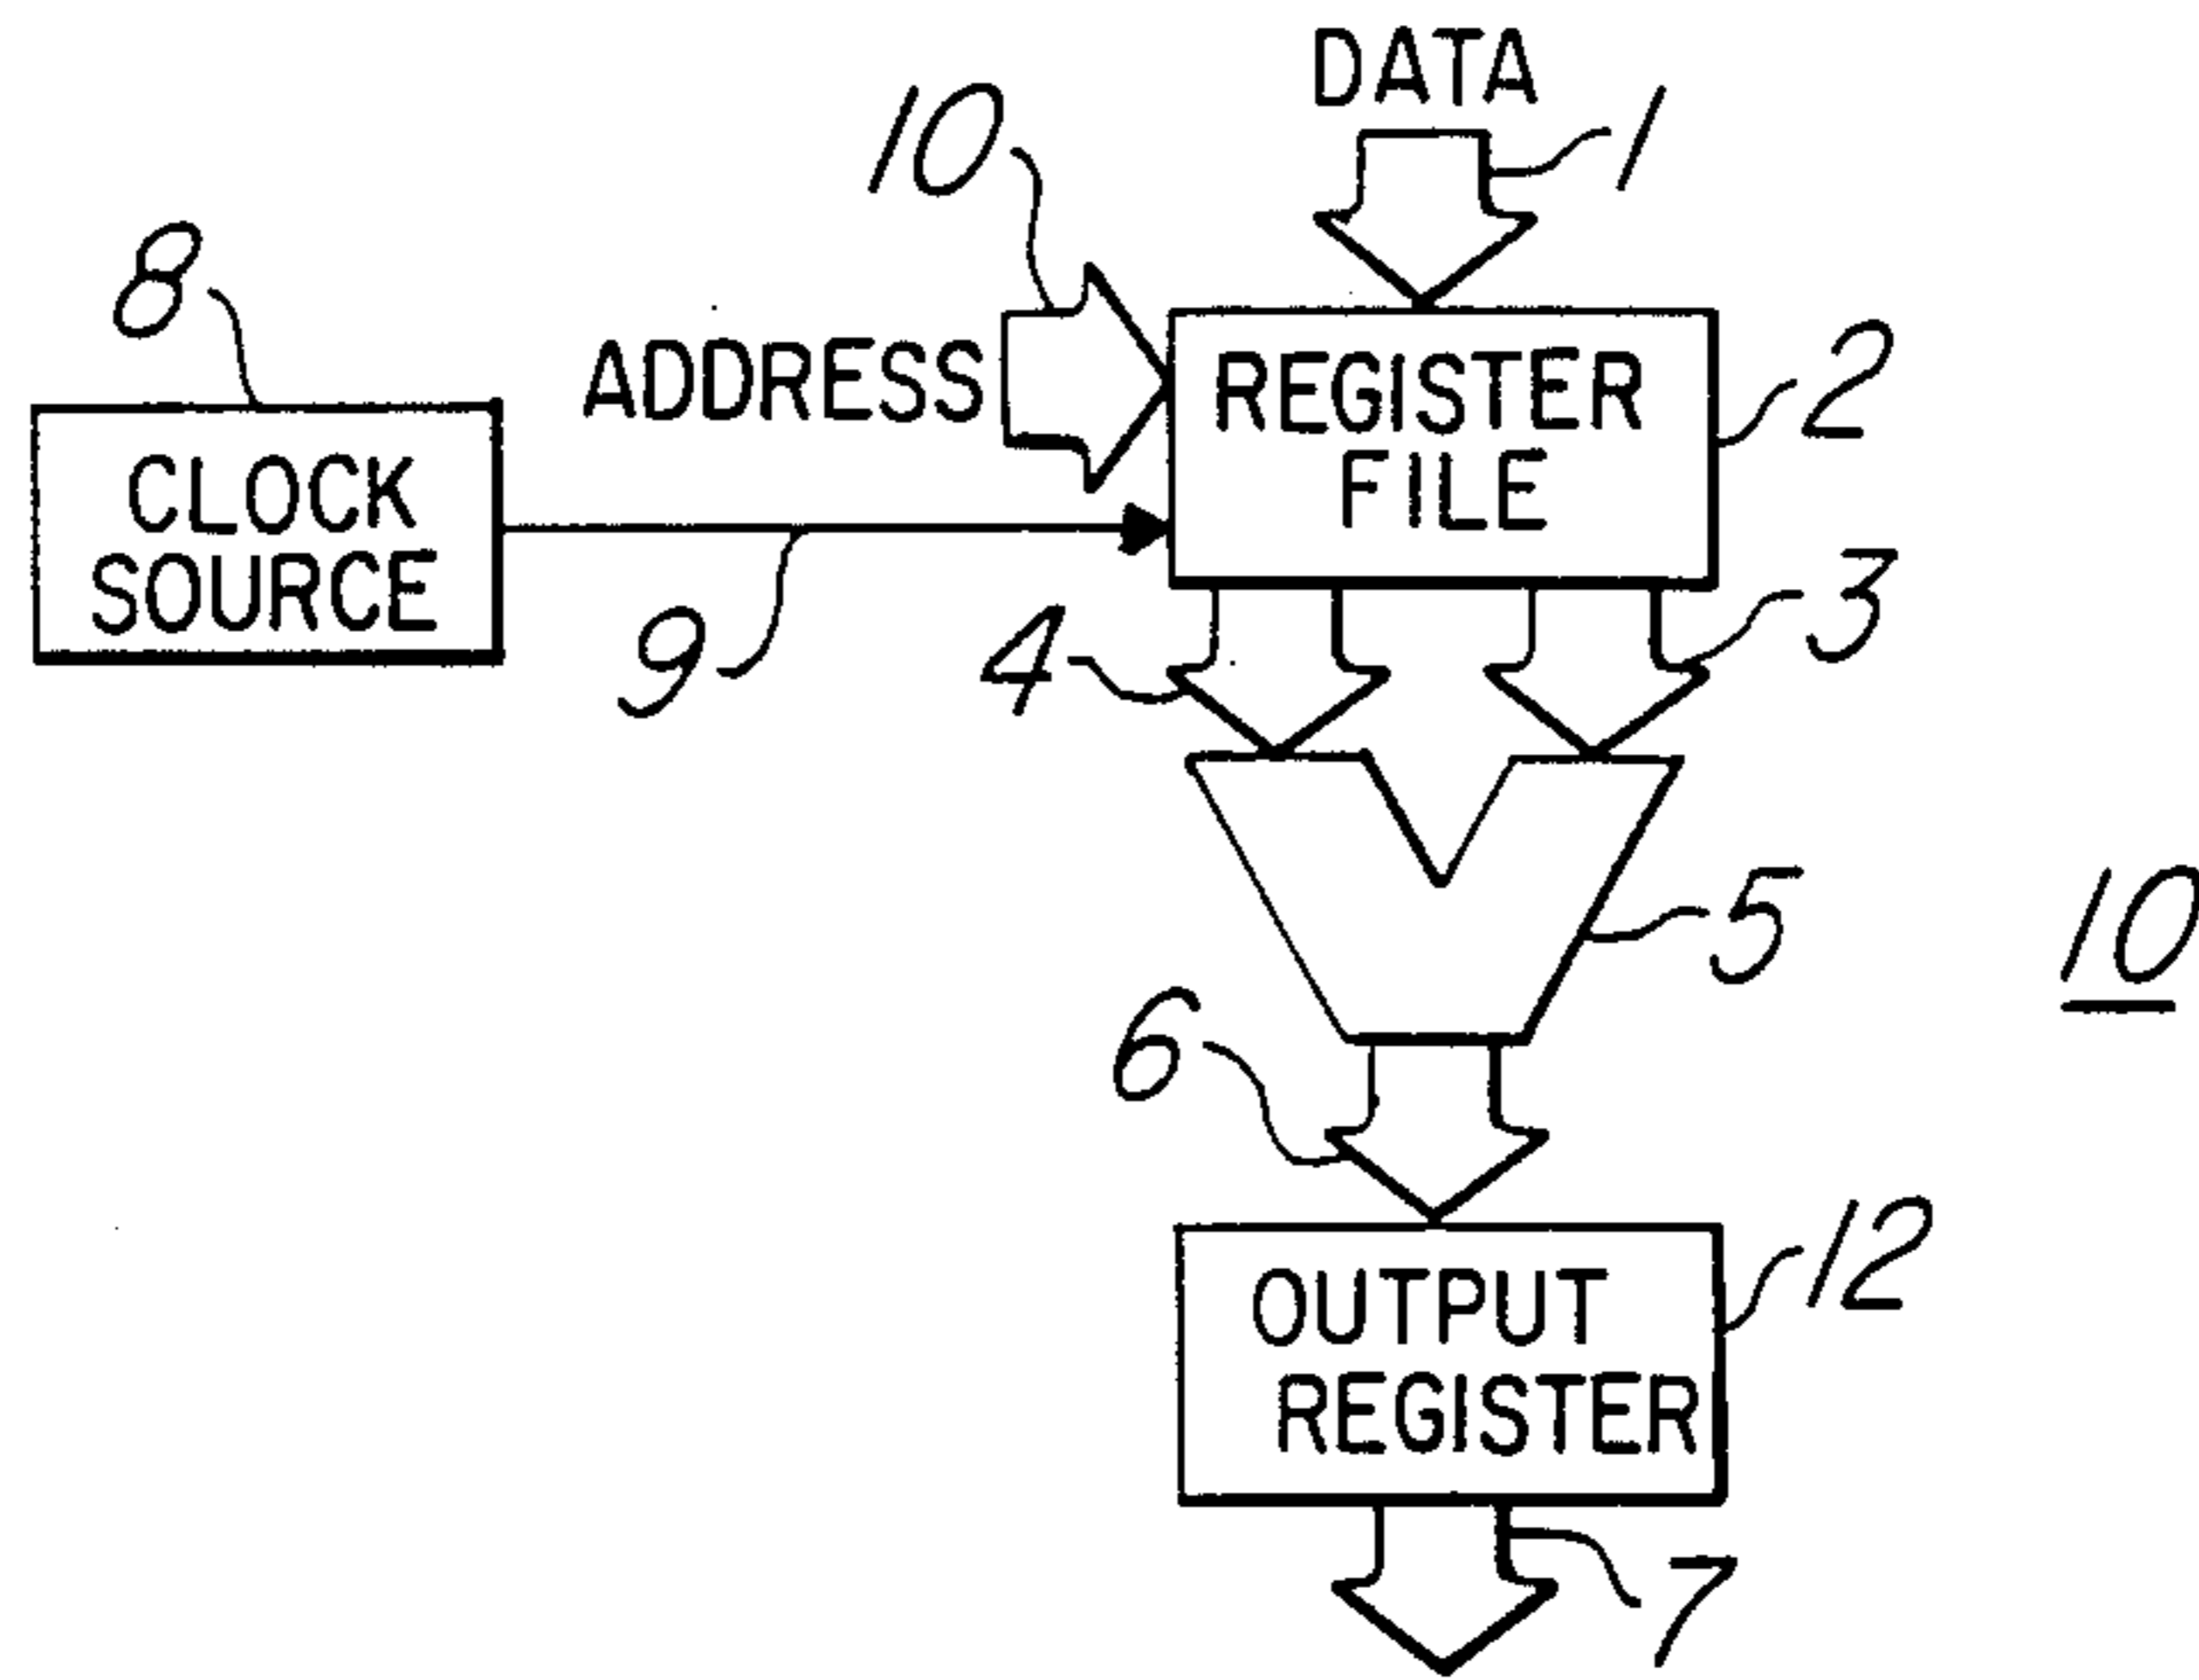 DATA
10
1
8
ADDRESS
REGISTER
FILE
2
CLOCK
SOURCE
9
4
3
5
10
6
OUTPUT
REGISTER
12
7